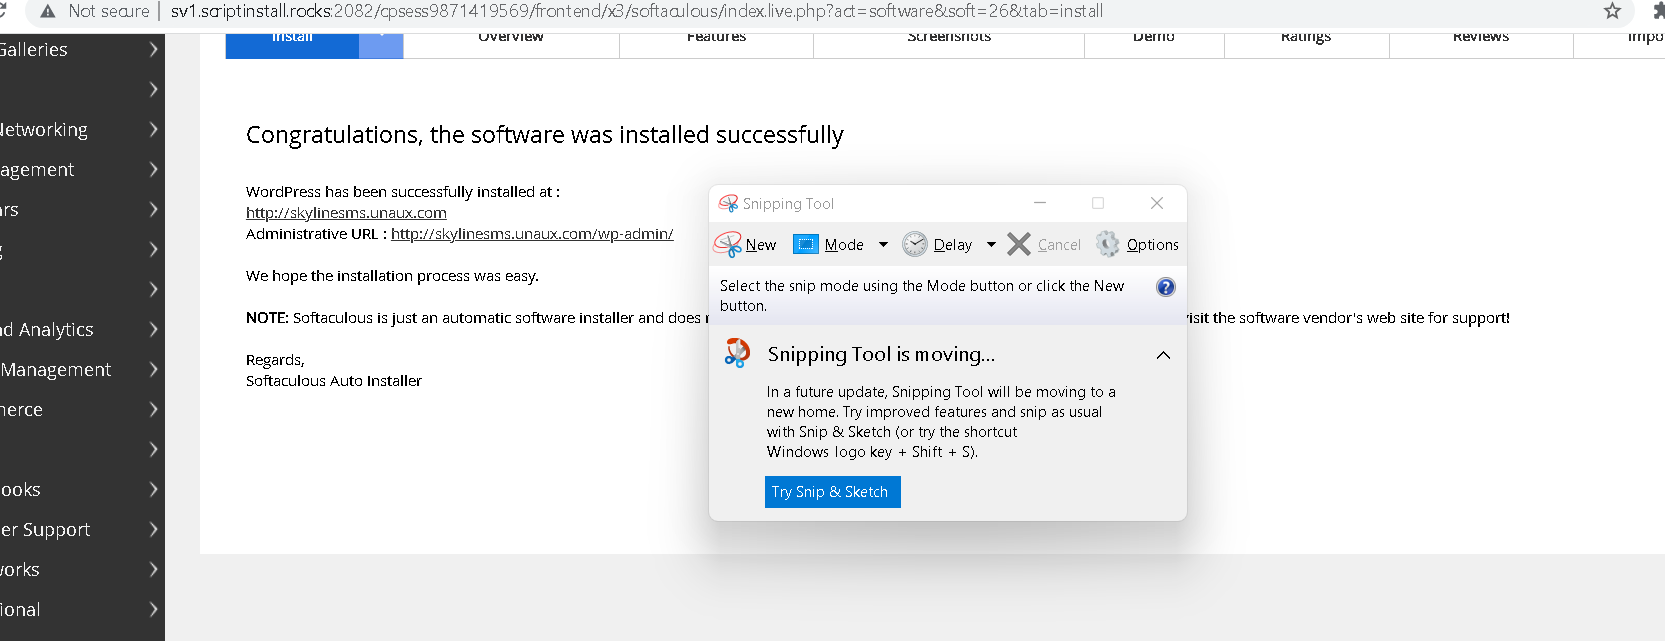 Not secure | sv1.scriptinstall.rocks:2082/cpsess9871419569/frontend/x3/softaculous/index.live.php?act=software&soft=26&tab=install
Install Overview Features Screenshots Demo Ratings Reviews Impo
Galleries
Networking
agement
rs
g
nd Analytics
Management
nerce
ooks
er Support
works
ional
Congratulations, the software was installed successfully
WordPress has been successfully installed at :
http://skylinesms.unaux.com
Administrative URL : http://skylinesms.unaux.com/wp-admin/
We hope the installation process was easy.
NOTE: Softaculous is just an automatic software installer and does visit the software vendor's web site for support!
Regards,
Softaculous Auto Installer
Snipping Tool
New Mode Delay Cancel Options
Select the snip mode using the Mode button or click the New
button.
Snipping Tool is moving...
In a future update, Snipping Tool will be moving to a
new home. Try improved features and snip as usual
with Snip & Sketch (or try the shortcut
Windows logo key + Shift + S).
Try Snip & Sketch